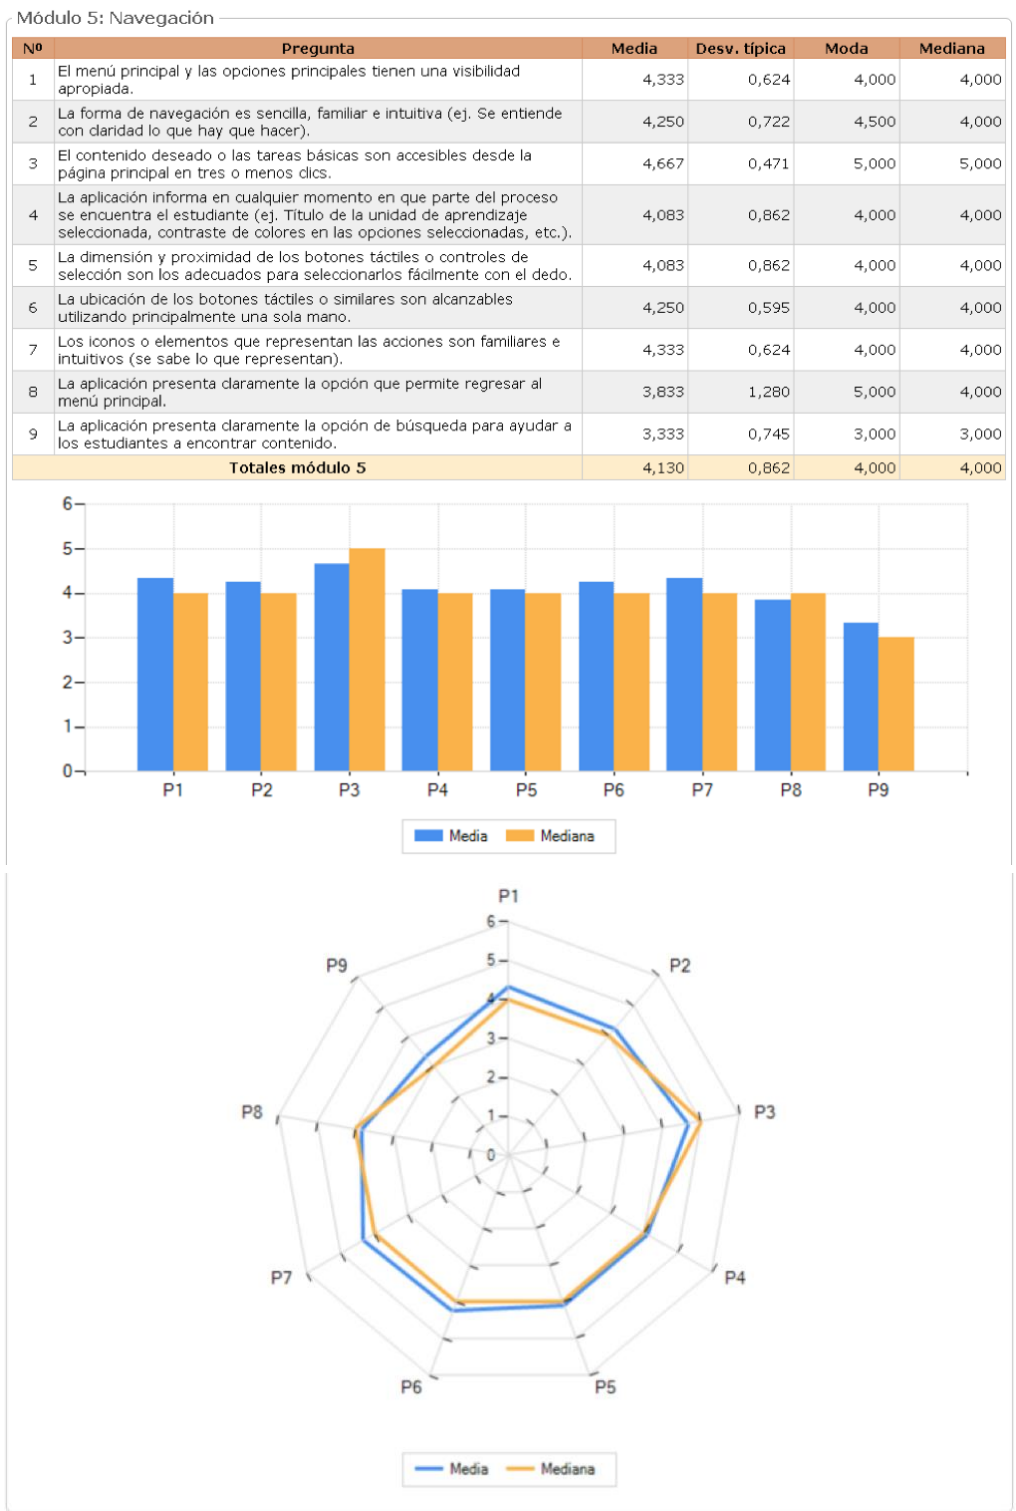 Módulo 5: Navegación
Nº Pregunta Media Desv. típica Moda Mediana
1 El menú principal y las opciones principales tienen una visibilidad
apropiada. 4,333 0,624 4,000 4,000
2 La forma de navegación es sencilla, familiar e intuitiva (ej. Se entiende
con claridad lo que hay que hacer). 4,250 0,722 4,500 4,000
3 El contenido deseado o las tareas básicas son accesibles desde la
página principal en tres o menos clics. 4,667 0,471 5,000 5,000
La aplicación informa en cualquier momento en que parte del proceso
4 se encuentra el estudiante (ej. Título de la unidad de aprendizaje 4,083 0,862 4,000 4,000
seleccionada, contraste de colores en las opciones seleccionadas, etc.).
5 La dimensión y proximidad de los botones táctiles o controles de
selección son los adecuados para seleccionarlos fácilmente con el dedo. 4,083 0,862 4,000 4,000
6 La ubicación de los botones táctiles o similares son alcanzables
utilizando principalmente una sola mano. 4,250 0,595 4,000 4,000
7 Los iconos o elementos que representan las acciones son familiares e
intuitivos (se sabe lo que representan). 4,333 0,624 4,000 4,000
8 La aplicación presenta claramente la opción que permite regresar al
menú principal. 3,833 1,280 5,000 4,000
9 La aplicación presenta claramente la opción de búsqueda para ayudar a
los estudiantes a encontrar contenido. 3,333 0,745 3,000 3,000
Totales módulo 5 4,130 0,862 4,000 4,000
6
5
4
3
2
1
0
P1 P2 P3 P4 P5 P6 P7 P8 P9
Media Mediana
P1
6
P9 P2
5
4
3
2
P8 P3
1
0
P7 P4
P6 P5
Media Mediana